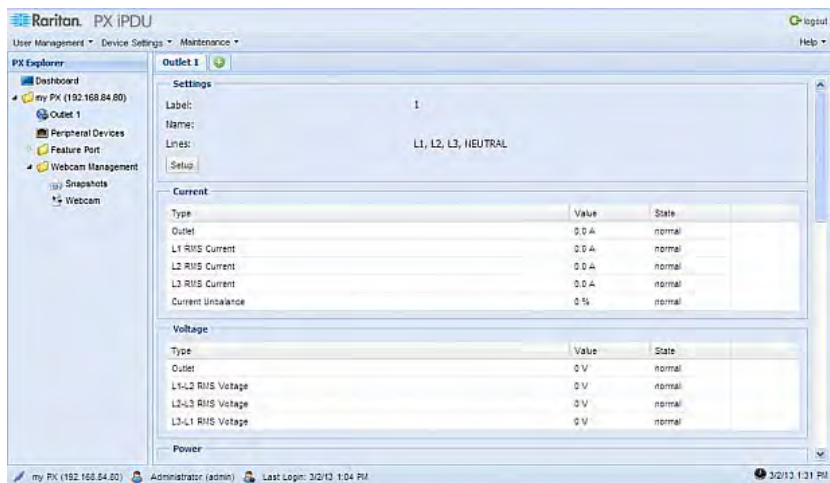 Raritan. PX iPDU
logout
User Management Device Settings Maintenance Help
PX Explorer
Dashboard
my PX (192.168.84.80)
Outlet 1
Peripheral Devices
Feature Port
Webcam Management
Snapshots
Webcam
Outlet 1
Settings
Label: 1
Name:
Lines: L1, L2, L3, NEUTRAL
Setup
Current
Type Value State
Outlet 0.0 A normal
L1 RMS Current 0.0 A normal
L2 RMS Current 0.0 A normal
L3 RMS Current 0.0 A normal
Current Unbalance 0 % normal
Voltage
Type Value State
Outlet 0 V normal
L1-L2 RMS Voltage 0 V normal
L2-L3 RMS Voltage 0 V normal
L3-L1 RMS Voltage 0 V normal
Power
my PX (192.168.84.80) Administrator (admin) Last Login: 3/2/13 1:04 PM 3/2/13 1:31 PM